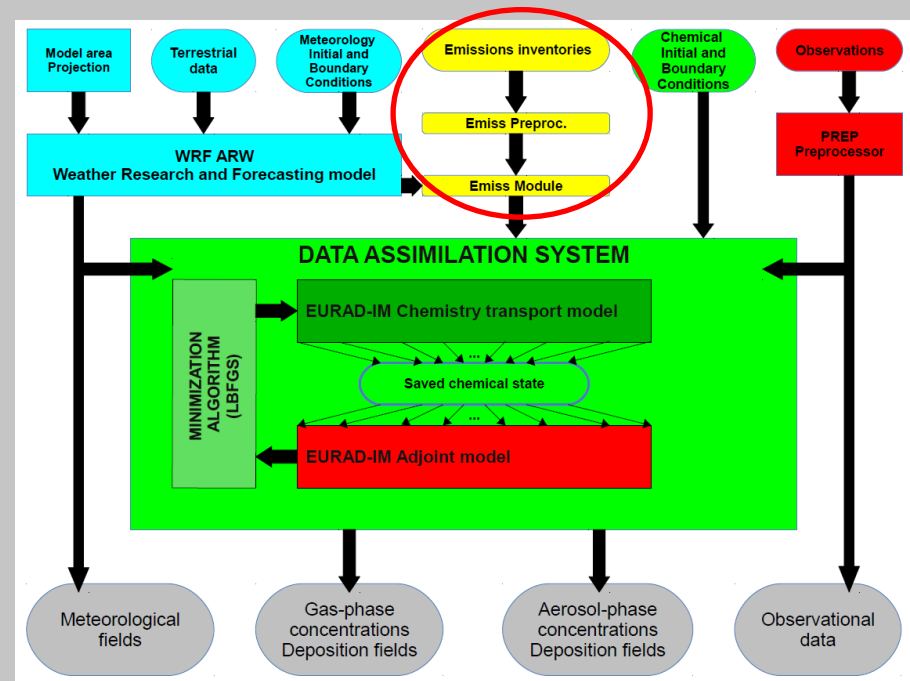 Model area
Projection
Terrestrial
data
Meteorology
Initial and
Boundary
Conditions
Emissions inventories
Chemical
Initial and
Boundary
Conditions
Observations
Emiss Preproc.
PREP
Preprocessor
WRF ARW
Weather Research and Forecasting model
Emiss Module
DATA ASSIMILATION SYSTEM
MINIMIZATION
ALGORITHM
(LBFGS)
EURAD-IM Chemistry transport model
...
Saved chemical state
...
EURAD-IM Adjoint model
Meteorological
fields
Gas-phase
concentrations
Deposition fields
Aerosol-phase
concentrations
Deposition fields
Observational
data